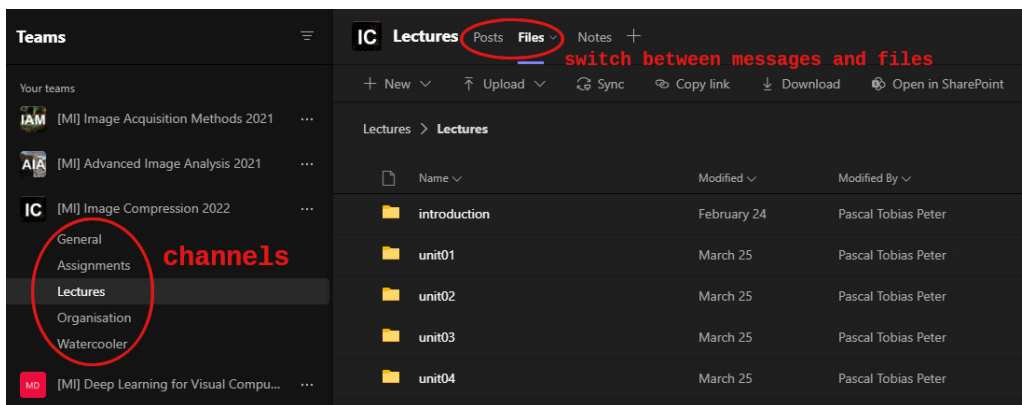 Teams
IC Lectures Posts Files Notes
switch between messages and files
Your teams
New Upload Sync Copy link Download Open in SharePoint
IAM [MI] Image Acquisition Methods 2021 ...
Lectures > Lectures
AIA [MI] Advanced Image Analysis 2021 ...
Name Modified Modified By
IC [MI] Image Compression 2022 ...
introduction February 24 Pascal Tobias Peter
General
channels
Assignments
unit01 March 25 Pascal Tobias Peter
Lectures
unit02 March 25 Pascal Tobias Peter
Organisation
Watercooler
unit03 March 25 Pascal Tobias Peter
MD [MI] Deep Learning for Visual Compu... ...
unit04 March 25 Pascal Tobias Peter